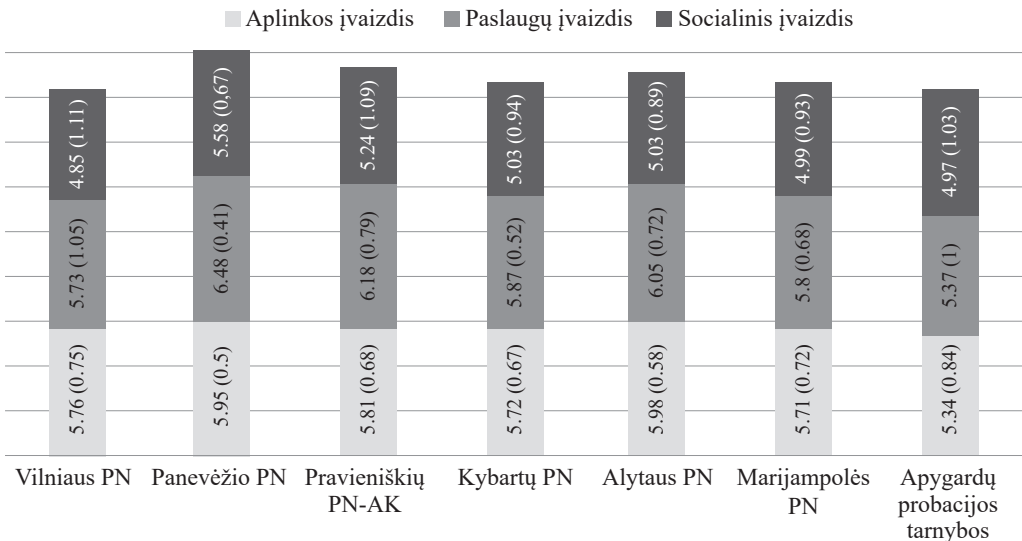 Aplinkos įvaizdis Paslaugų įvaizdis Socialinis įvaizdis
4.85 (1.11)
5.73 (1.05)
5.76 (0.75)
5.58 (0,67)
6.48 (0.41)
5.95 (0.5)
5.24 (1.09)
6.18 (0.79)
5.81 (0.68)
5.03 (0.94)
5.87 (0.52)
5.72 (0.67)
5.03 (0.89)
6.05 (0.72)
5.98 (0.58)
4.99 (0.93)
5.8 (0.68)
5.71 (0.72)
4.97 (1.03)
5.37 (1)
5.34 (0.84)
Vilniaus PN
Panevėžio PN
Pravieniškių
PN-AK
Kybartų PN
Alytaus PN
Marijampolės
PN
Apygardų
probacijos
tarnybos